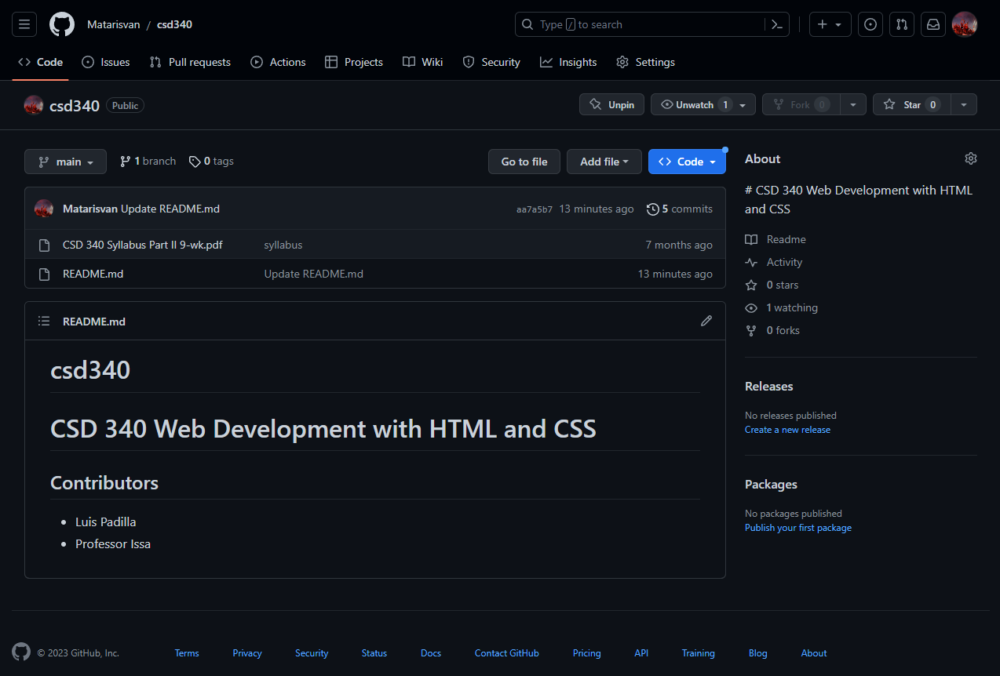 Matarisvan / csd340
Type / to search
Code Issues Pull requests Actions Projects Wiki Security Insights Settings
csd340 Public
Unpin Unwatch 1 Fork 0 Star 0
main 1 branch 0 tags Go to file Add file Code
Matarisvan Update README.md aa7a5b7 13 minutes ago 5 commits
CSD 340 Syllabus Part II 9-wk.pdf syllabus 7 months ago
README.md Update README.md 13 minutes ago
README.md
csd340
CSD 340 Web Development with HTML and CSS
Contributors
• Luis Padilla
• Professor Issa
About
# CSD 340 Web Development with HTML
and CSS
Readme
Activity
0 stars
1 watching
0 forks
Releases
No releases published
Create a new release
Packages
No packages published
Publish your first package
© 2023 GitHub, Inc. Terms Privacy Security Status Docs Contact GitHub Pricing API Training Blog About